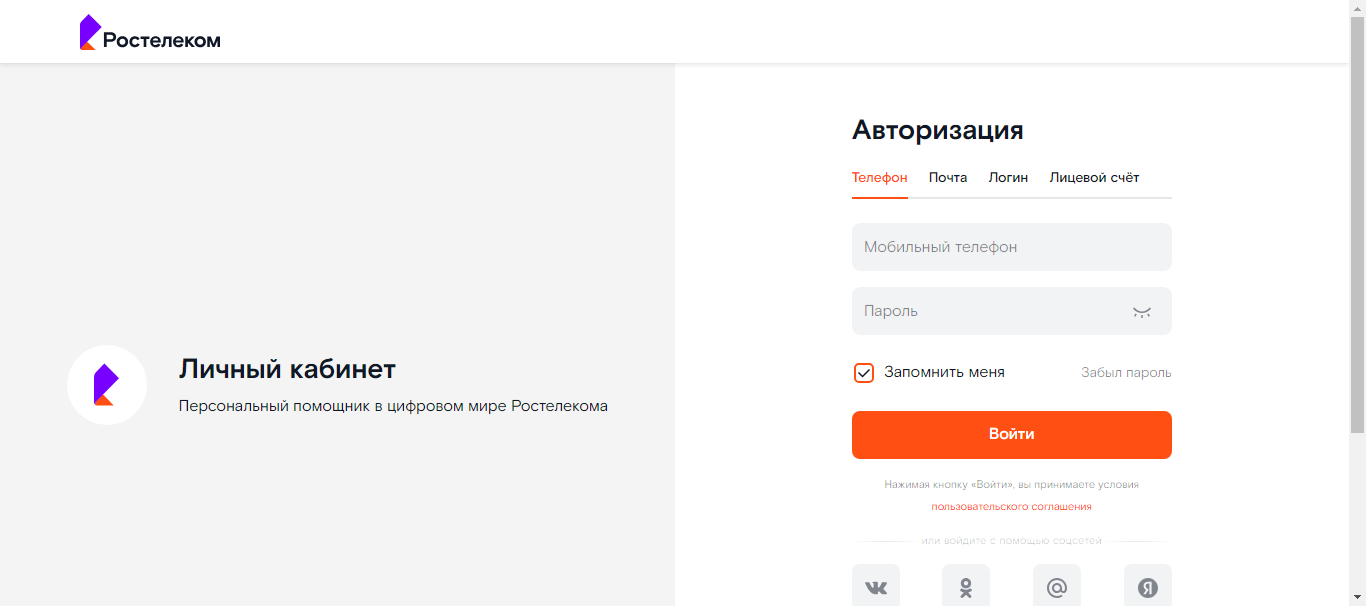 Ростелеком
Авторизация
Телефон Почта Логин Лицевой счёт
Мобильный телефон
Пароль
Запомнить меня Забыл пароль
Войти
Нажимая кнопку «Войти», вы принимаете условия
пользовательского соглашения
или войдите с помощью соцсетей
Личный кабинет
Персональный помощник в цифровом мире Ростелекома